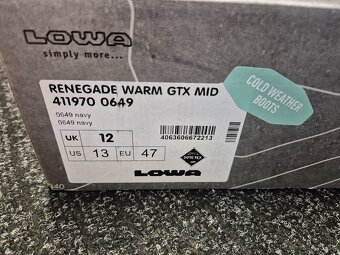 LOWA
simply more...
RENEGADE WARM GTX MID
411970 0649
COLD WEATHER
BOOTS
0649 navy
0649 navy
UK 12
4063606672213
US 13 EU 47
GORE-TEX
LOWA